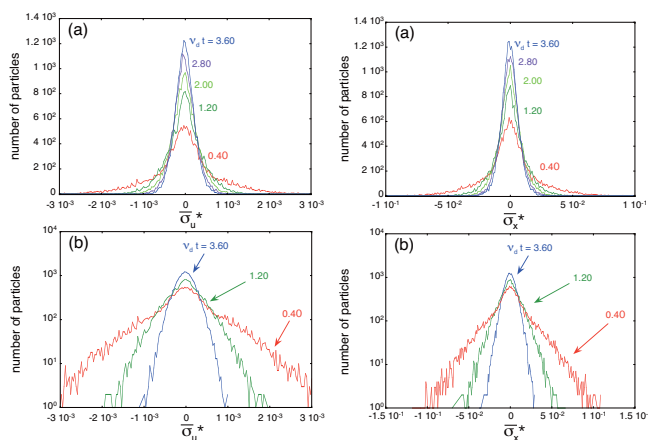 (a)
ν_d t = 3.60
2.80
2.00
1.20
0.40
number of particles
1.4 10³
1.2 10³
1 10³
8 10²
6 10²
4 10²
2 10²
0
-3 10⁻³ -2 10⁻³ -1 10⁻³ 0 1 10⁻³ 2 10⁻³ 3 10⁻³
σ̅_u*
(a)
ν_d t = 3.60
2.80
2.00
1.20
0.40
number of particles
1.4 10³
1.2 10³
1 10³
8 10²
6 10²
4 10²
2 10²
0
-1 10⁻¹ -5 10⁻² 0 5 10⁻² 1 10⁻¹
σ̅_x*
(b)
ν_d t = 3.60
1.20
0.40
number of particles
10⁴
10³
10²
10¹
10⁰
-3 10⁻³ -2 10⁻³ -1 10⁻³ 0 1 10⁻³ 2 10⁻³ 3 10⁻³
σ̅_u*
(b)
ν_d t = 3.60
1.20
0.40
number of particles
10⁴
10³
10²
10¹
10⁰
-1.5 10⁻¹ -1 10⁻¹ -5 10⁻² 0 5 10⁻² 1 10⁻¹ 1.5 10⁻¹
σ̅_x*